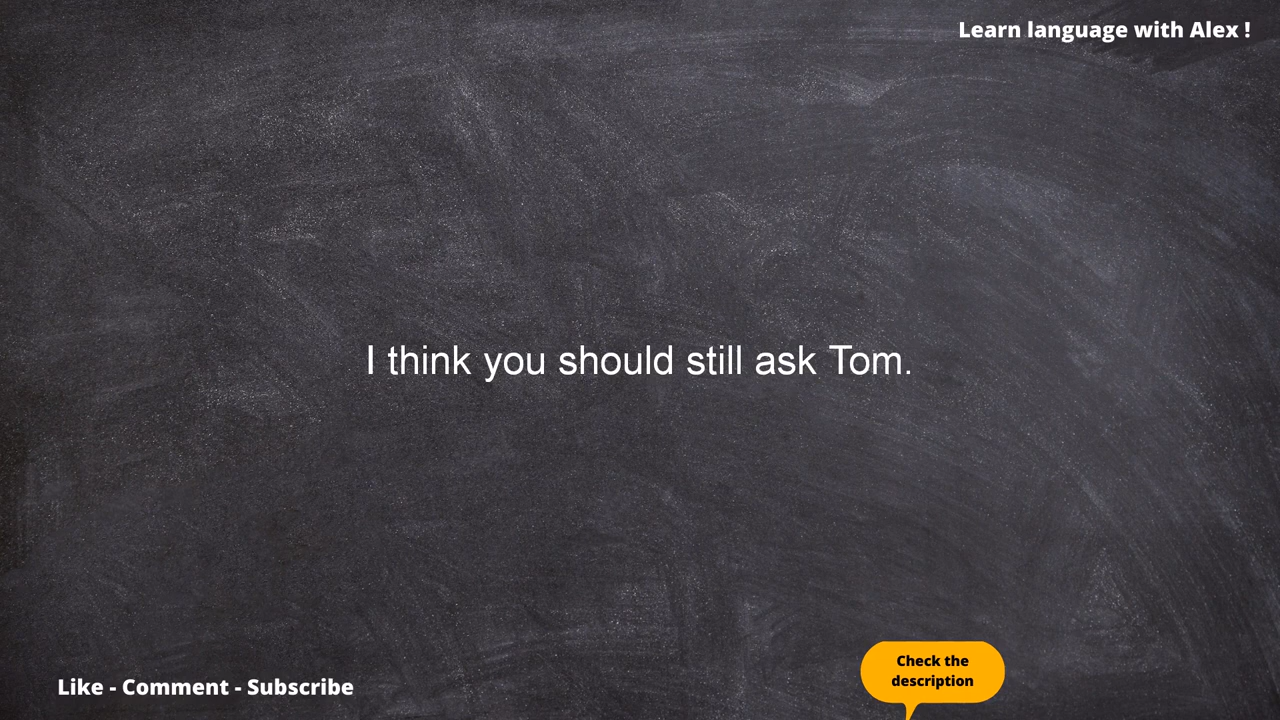 Learn language with Alex !
I think you should still ask Tom.
Check the
description
Like - Comment - Subscribe